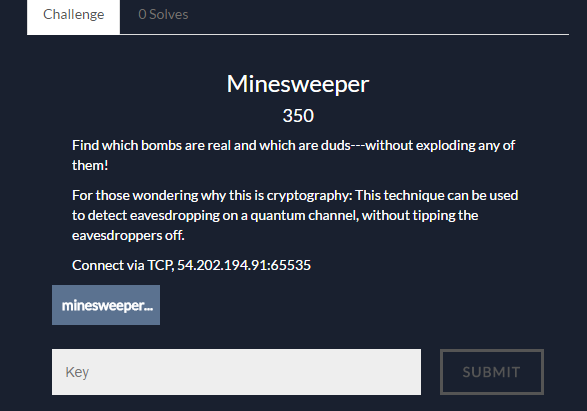 Challenge
0 Solves
Minesweeper
350
Find which bombs are real and which are duds---without exploding any of
them!
For those wondering why this is cryptography: This technique can be used
to detect eavesdropping on a quantum channel, without tipping the
eavesdroppers off.
Connect via TCP, 54.202.194.91:65535
minesweeper...
Key
SUBMIT